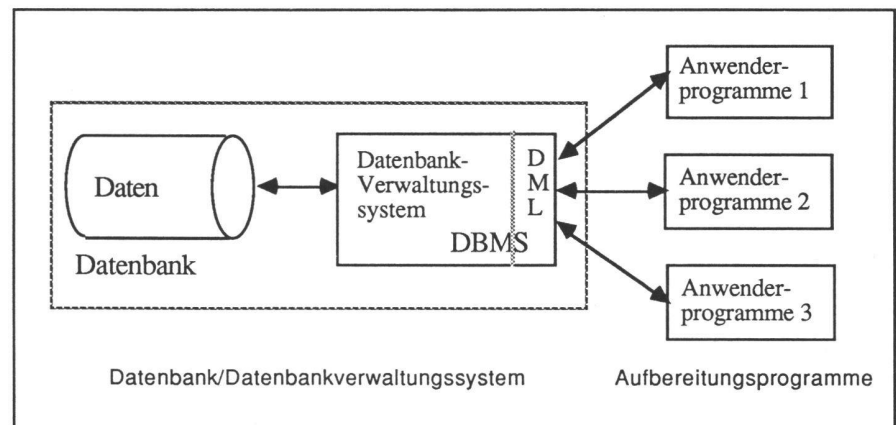 Daten
Datenbank
Datenbank-
Verwaltungs-
system
DBMS
D
M
L
Anwender-
programme 1
Anwender-
programme 2
Anwender-
programme 3
Datenbank/Datenbankverwaltungssystem
Aufbereitungsprogramme